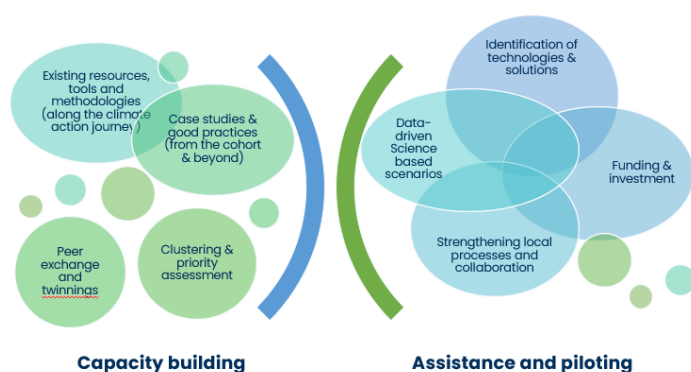 Existing resources,
tools and
methodologies
(along the climate
action journey)
Case studies &
good practices
(from the cohort
& beyond)
Peer
exchange
and
twinnings
Clustering &
priority
assessment
Capacity building
Identification of
technologies &
solutions
Data-
driven
Science
based
scenarios
Funding &
investment
Strengthening local
processes and
collaboration
Assistance and piloting